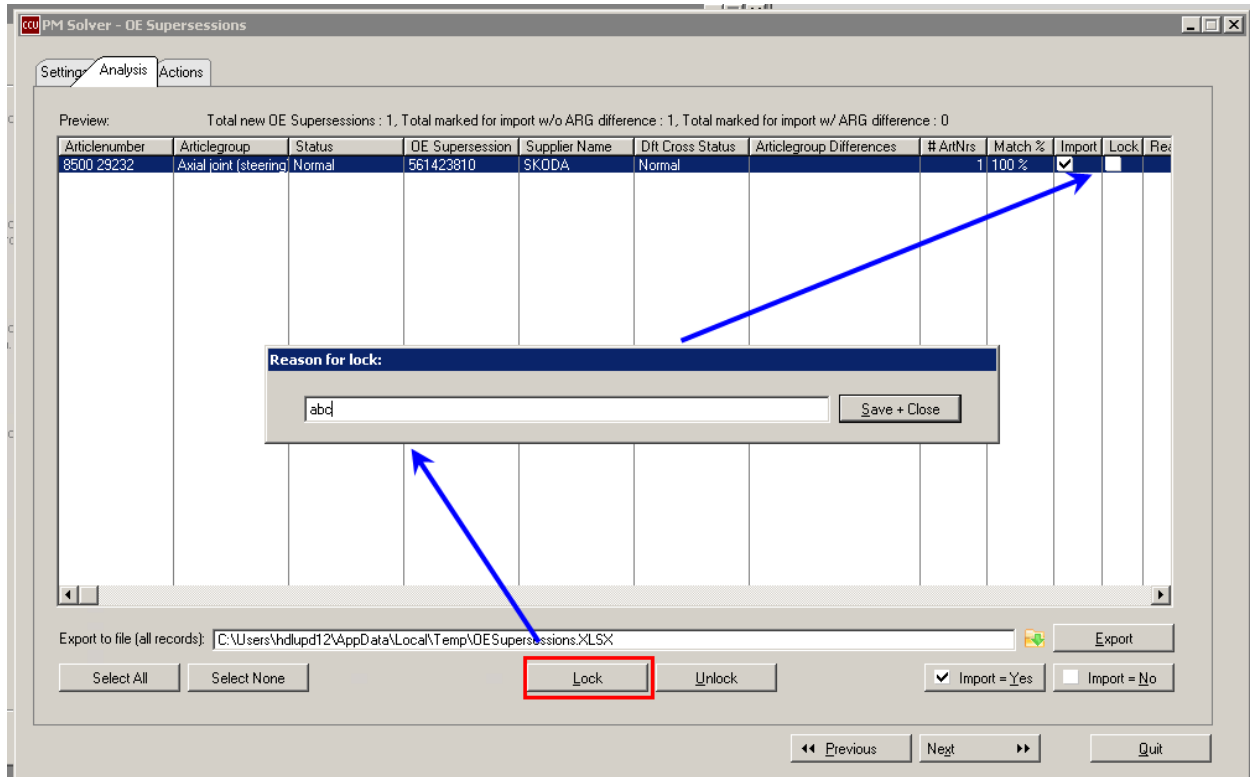 CCU PM Solver - OE Supersessions
Settings Analysis Actions
Preview: Total new OE Supersessions : 1, Total marked for import w/o ARG difference : 1, Total marked for import w/ ARG difference : 0
Articlenumber Articlegroup Status OE Supersession Supplier Name Dft Cross Status Articlegroup Differences # ArtNrs Match % Import Lock Rea
8500 29232 Axial joint (steering) Normal 561423810 SKODA Normal 1 100 %
Reason for lock:
abc Save + Close
Export to file (all records): C:\Users\hdlupd12\AppData\Local\Temp\OESupersessions.XLSX Export
Select All Select None Lock Unlock Import = Yes Import = No
Previous Next Quit